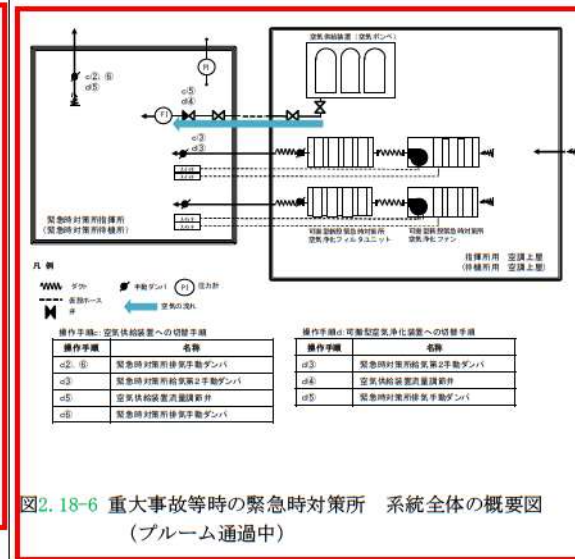 空気供給装置（空気ボンベ）
PI
c②，⑥
d⑤
c⑤
d④
FI
c③
d③
緊急時対策所指揮所
（緊急時対策所待機所）
可搬型新設緊急時対策所
空気浄化フィルタユニット
可搬型新設緊急時対策所
空気浄化ファン
指揮所用 空調上屋
（待機所用 空調上屋）
凡 例
ダクト
手動ダンパ
PI 圧力計
仮設ホース
空気の流れ
弁
操作手順c：空気供給装置への切替手順
操作手順 名称
c②，⑥ 緊急時対策所排気手動ダンパ
c③ 緊急時対策所給気第2手動ダンパ
c⑤ 空気供給装置流量調節弁
c⑥ 緊急時対策所排気手動ダンパ
操作手順d：可搬型空気浄化装置への切替手順
操作手順 名称
d③ 緊急時対策所給気第2手動ダンパ
d④ 空気供給装置流量調節弁
d⑤ 緊急時対策所排気手動ダンパ
図2.18-6 重大事故等時の緊急時対策所 系統全体の概要図
（プルーム通過中）